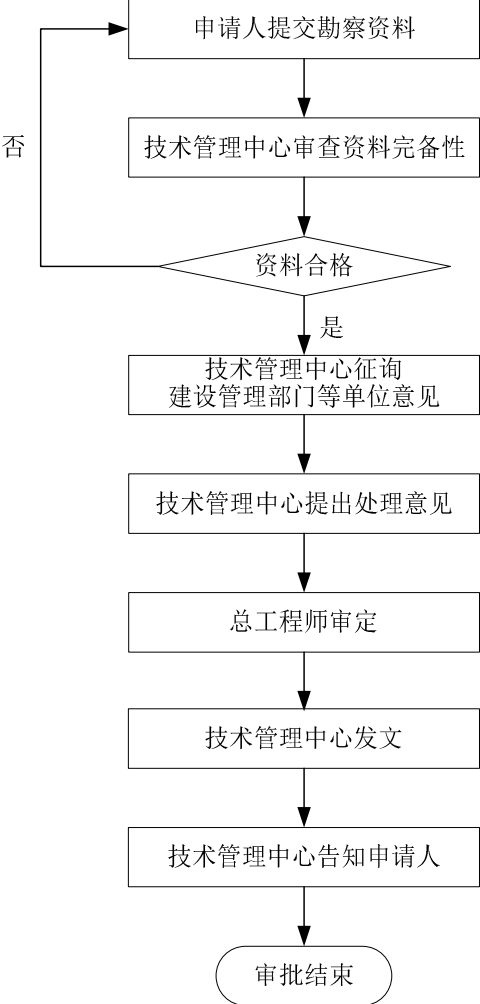 申请人提交勘察资料
否
技术管理中心审查资料完备性
资料合格
是
技术管理中心征询
建设管理部门等单位意见
技术管理中心提出处理意见
总工程师审定
技术管理中心发文
技术管理中心告知申请人
审批结束